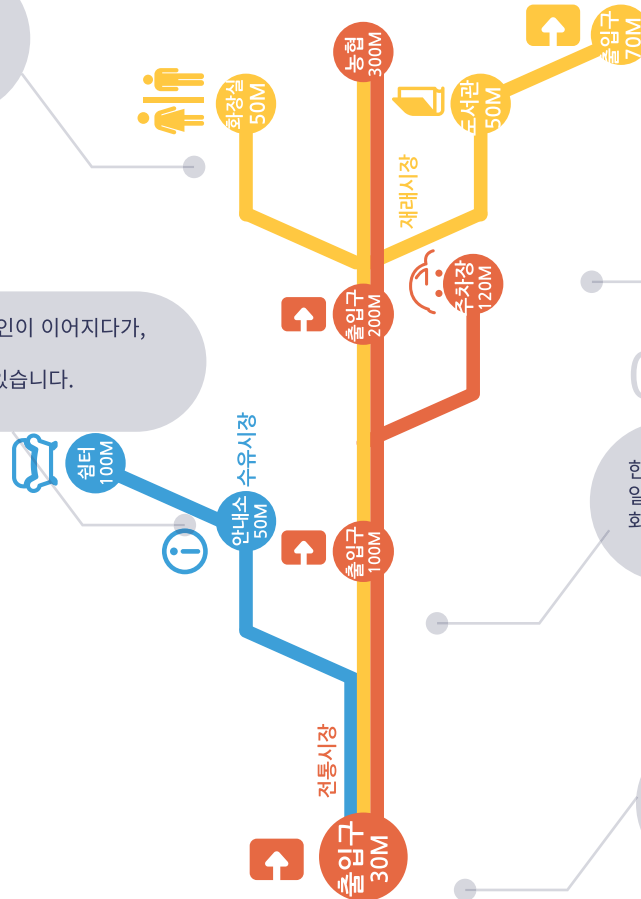 화장실
50M
농협
300M
도서관
50M
출입구
70M
재래시장
주차장
120M
출입구
200M
인이 이어지다가,
있습니다.
쉼터
100M
수유시장
안내소
50M
출입구
100M
전통시장
출입구
30M